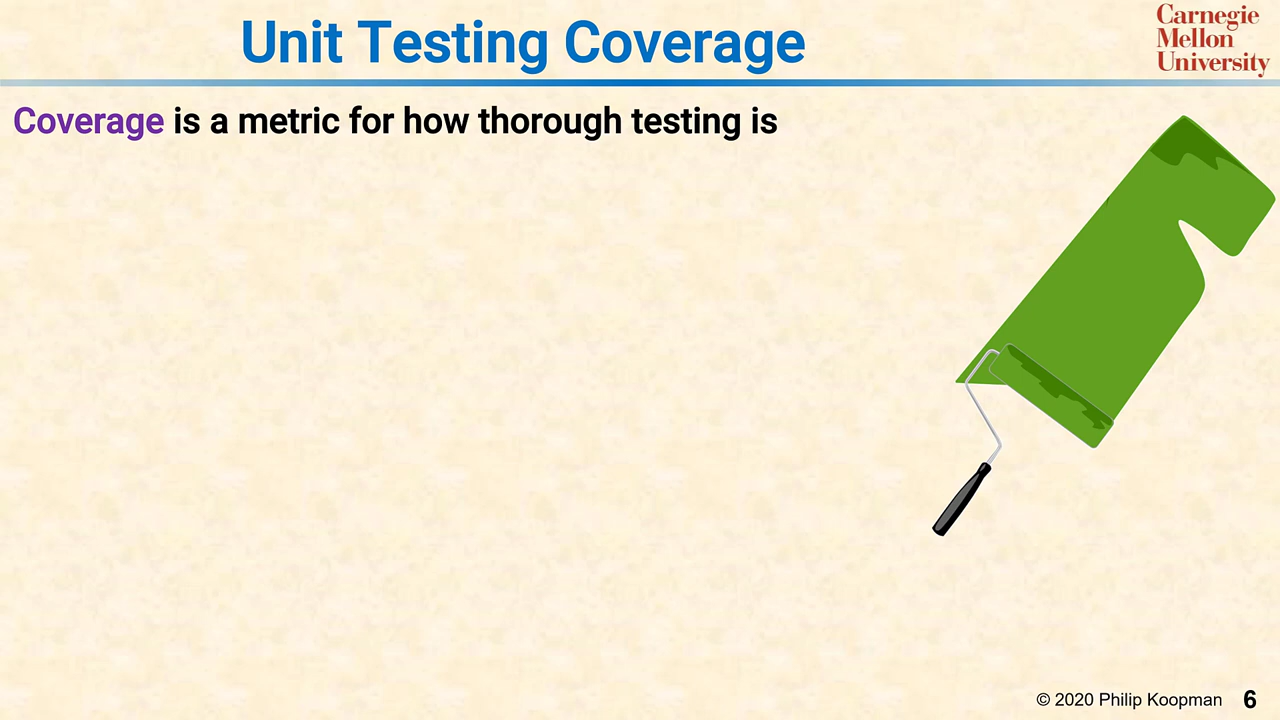 Unit Testing Coverage
Carnegie
Mellon
University
Coverage is a metric for how thorough testing is
© 2020 Philip Koopman 6